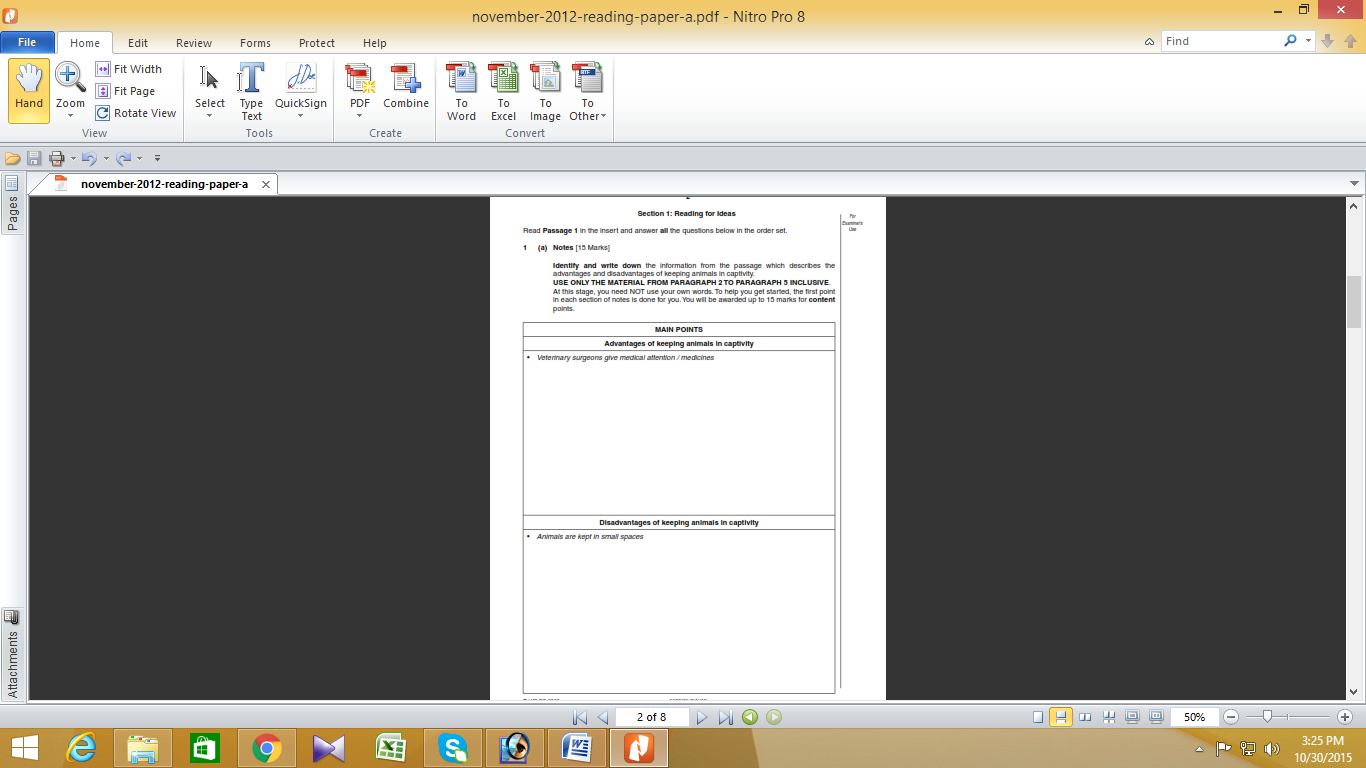 november-2012-reading-paper-a.pdf - Nitro Pro 8
File Home Edit Review Forms Protect Help
Find
Hand
Zoom
Fit Width
Fit Page
Rotate View
View
Select
Type Text
QuickSign
Tools
PDF
Combine
Create
To Word
To Excel
To Image
To Other
Convert
november-2012-reading-paper-a
Pages
Attachments
Section 1: Reading for Ideas
For
Examiner's
Use
Read Passage 1 in the insert and answer all the questions below in the order set.
1 (a) Notes [15 Marks]
Identify and write down the information from the passage which describes the
advantages and disadvantages of keeping animals in captivity.
USE ONLY THE MATERIAL FROM PARAGRAPH 2 TO PARAGRAPH 5 INCLUSIVE.
At this stage, you need NOT use your own words. To help you get started, the first point
in each section of notes is done for you. You will be awarded up to 15 marks for content
points.
MAIN POINTS
Advantages of keeping animals in captivity
• Veterinary surgeons give medical attention / medicines
Disadvantages of keeping animals in captivity
• Animals are kept in small spaces
2 of 8
50%
3:25 PM
10/30/2015